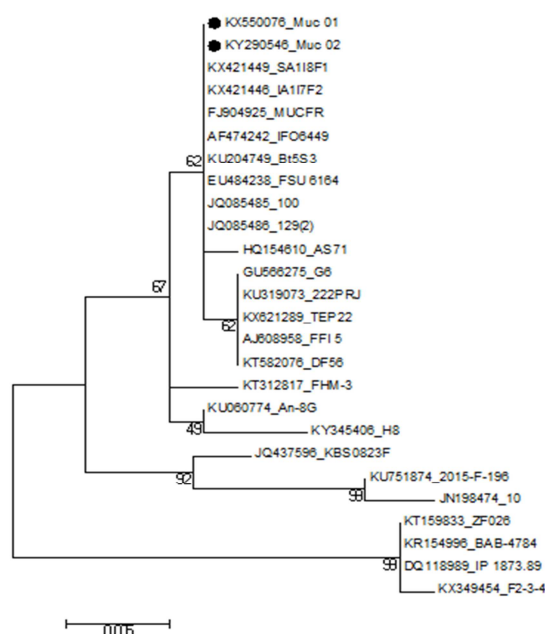 KX550076_Muc 01
KY290546_Muc 02
KX421449_SA1I8F1
KX421446_IA1I7F2
FJ904925_MUCFR
AF474242_IFO6449
62
KU204749_Bt5S3
EU484238_FSU 6164
JQ085485_100
JQ085486_129(2)
HQ154610_AS71
GU566275_G6
67
KU319073_222PRJ
KX621289_TEP22
62
AJ608958_FFI 5
KT582076_DF56
KT312817_FHM-3
KU060774_An-8G
49
KY345406_H8
JQ437596_KBS0823F
92
KU751874_2015-F-196
98
JN198474_10
KT159833_ZF026
KR154996_BAB-4784
99
DQ118989_IP 1873.89
KX349454_F2-3-4